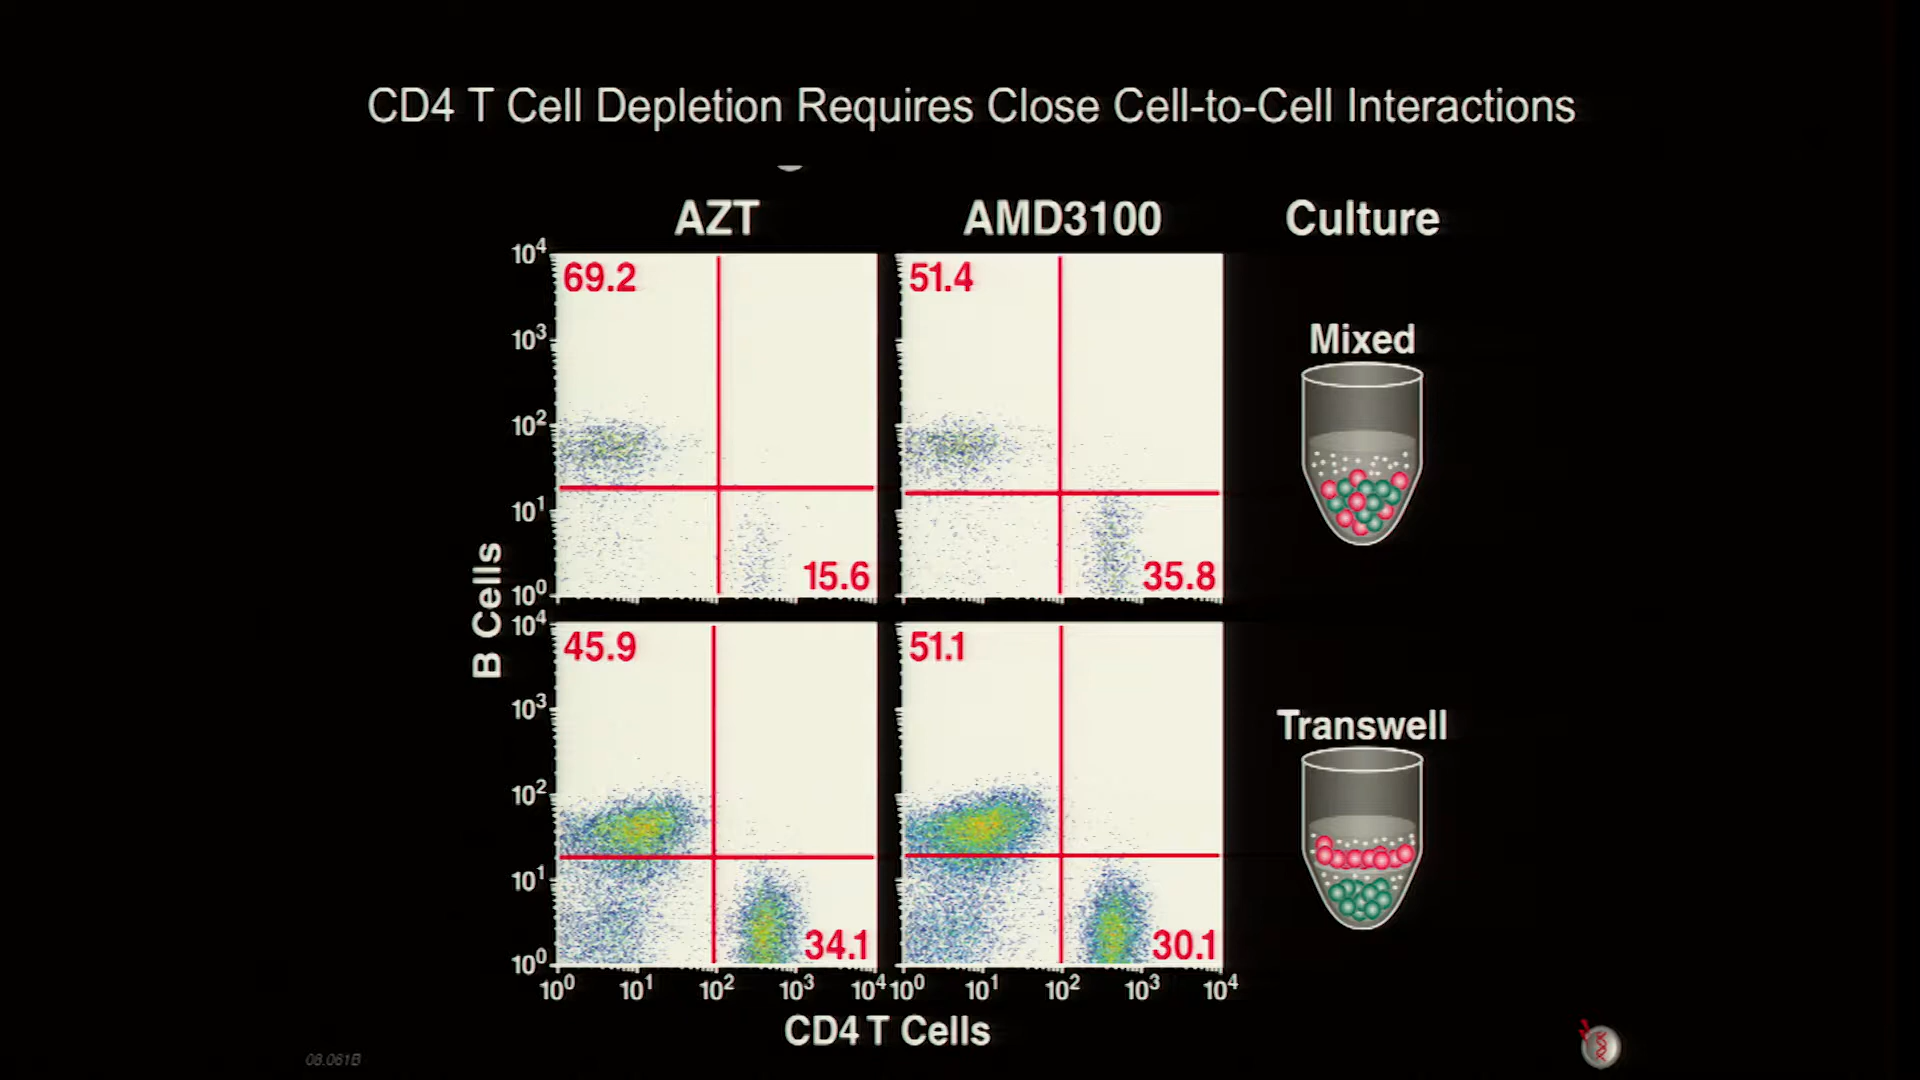 CD4 T Cell Depletion Requires Close Cell-to-Cell Interactions
AZT
AMD3100
Culture
10^4
10^3
10^2
10^1
10^0
69.2
15.6
51.4
35.8
Mixed
B Cells
10^4
10^3
10^2
10^1
10^0
45.9
34.1
51.1
30.1
Transwell
10^0 10^1 10^2 10^3 10^4
10^0 10^1 10^2 10^3 10^4
CD4 T Cells
08.061B